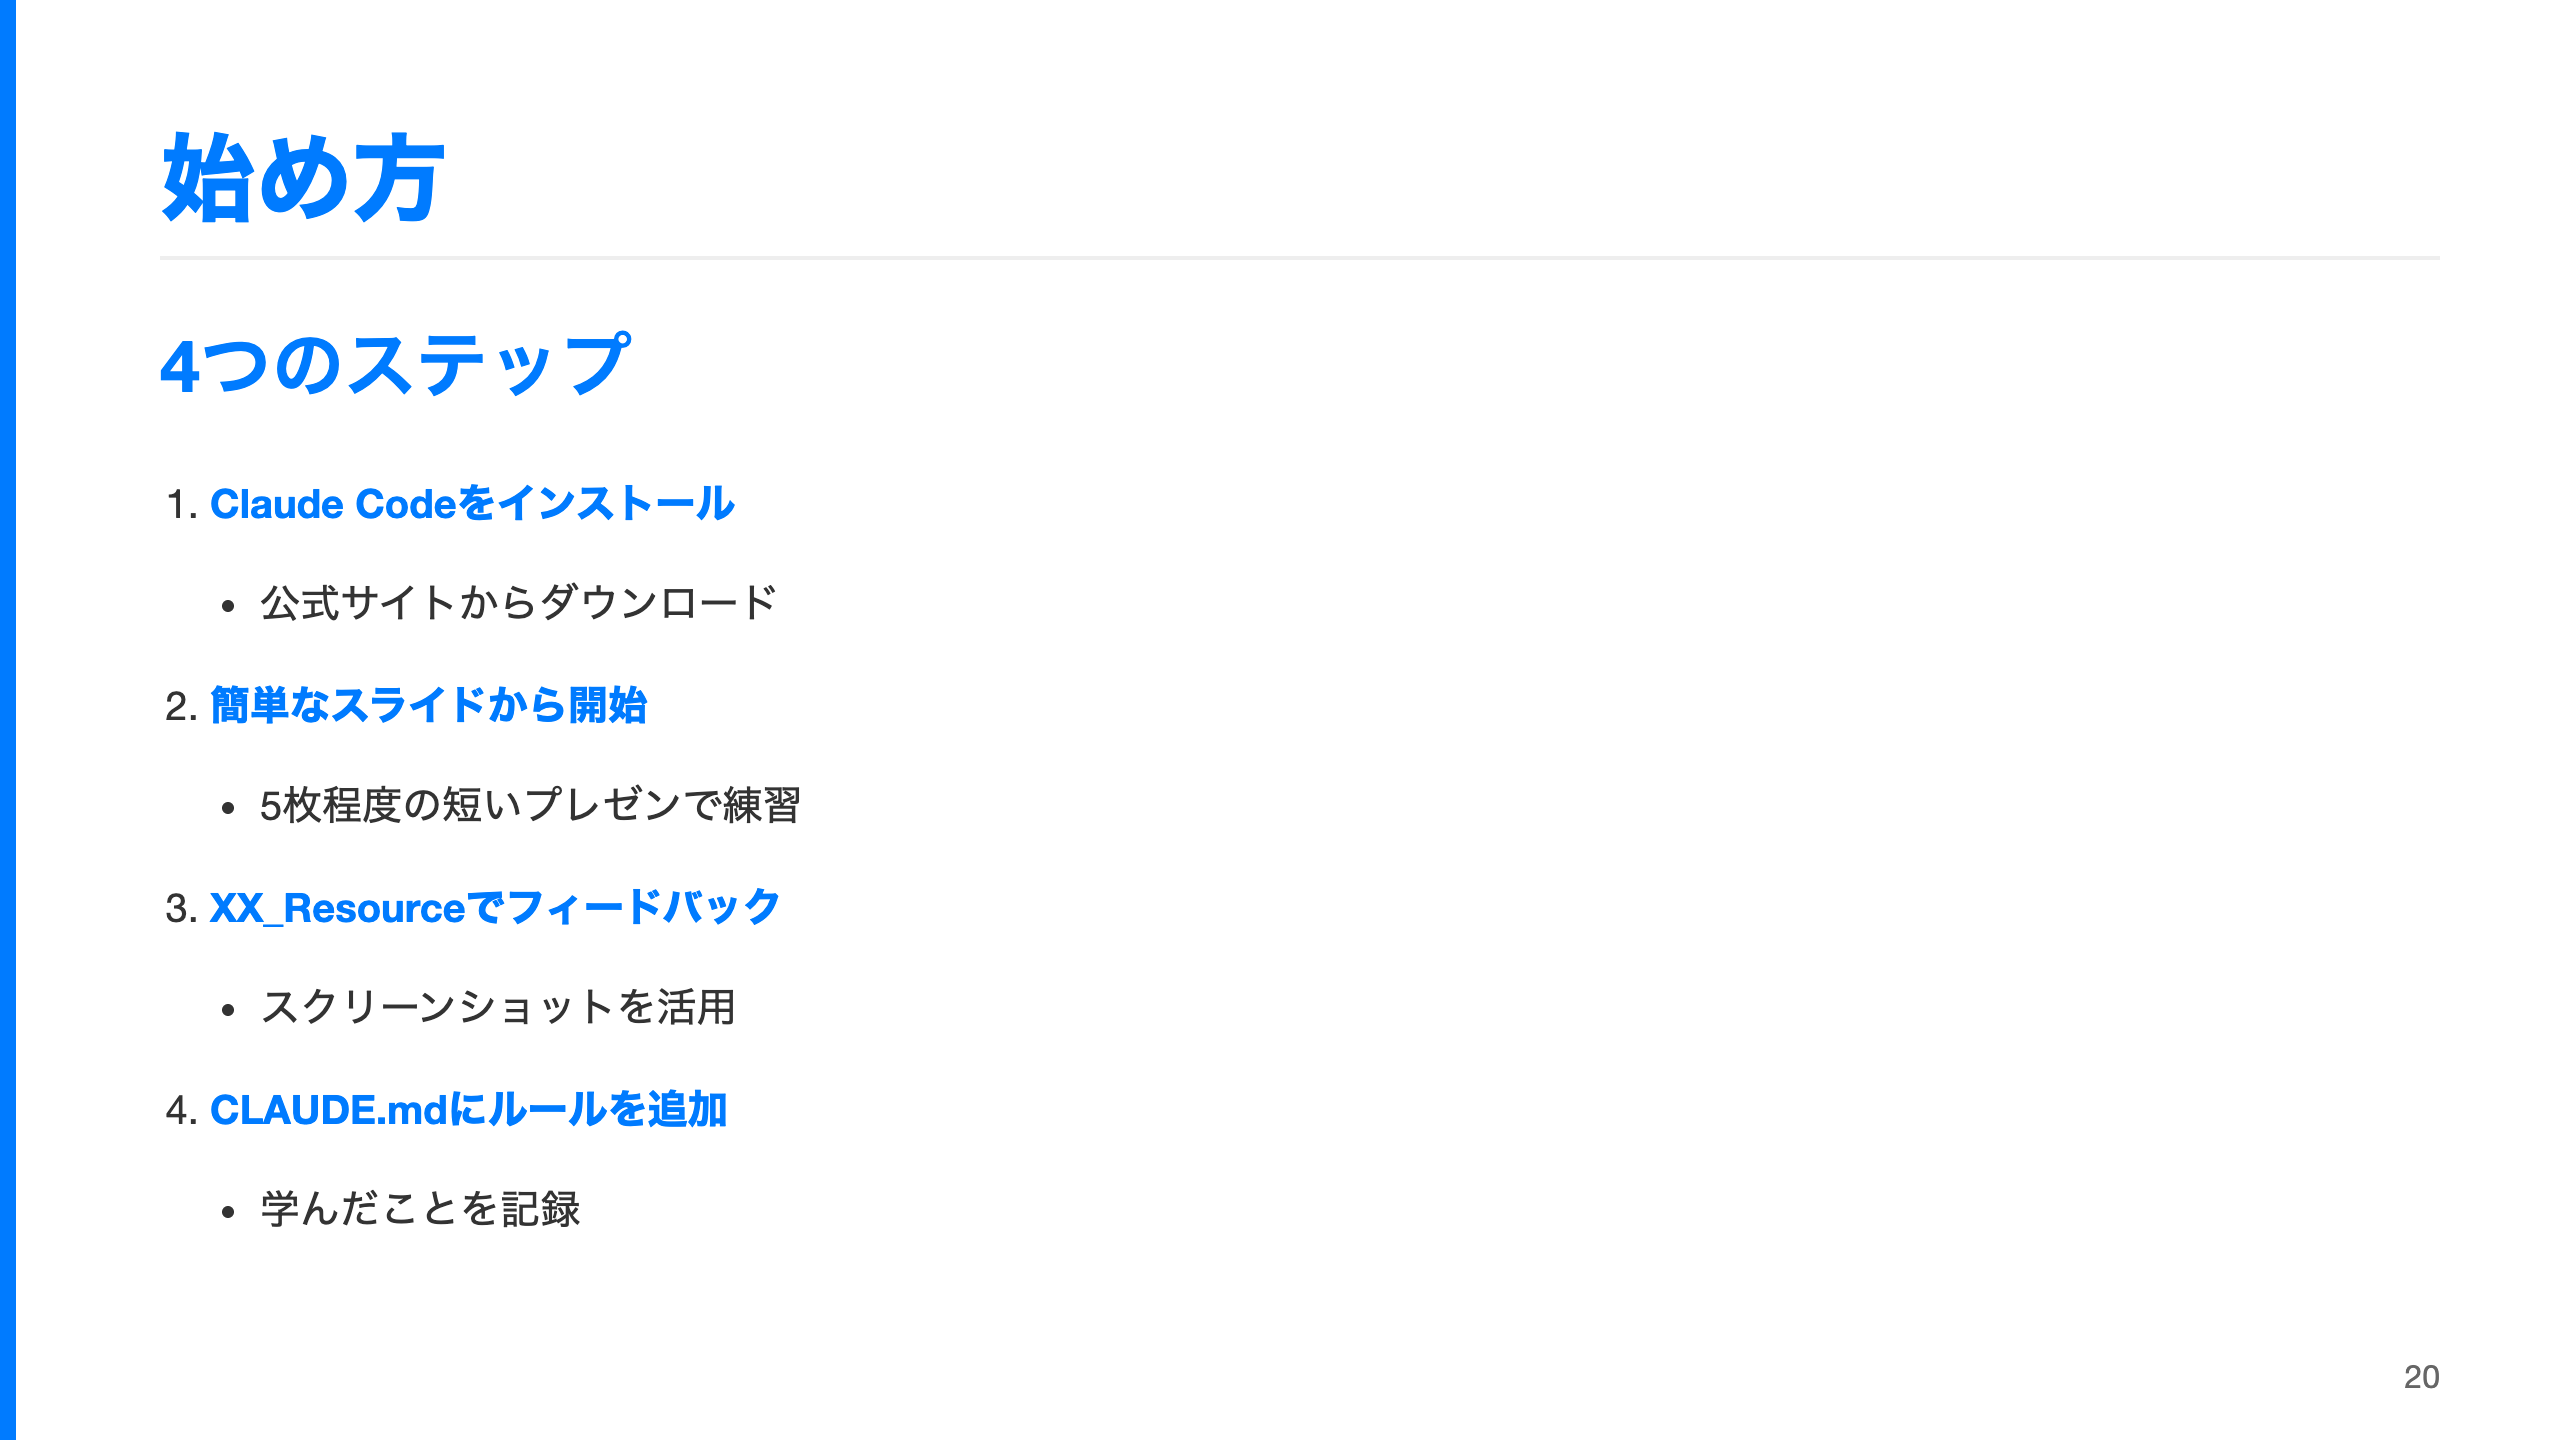 始め方
4つのステップ
1. Claude Codeをインストール
• 公式サイトからダウンロード
2. 簡単なスライドから開始
• 5枚程度の短いプレゼンで練習
3. XX_Resourceでフィードバック
• スクリーンショットを活用
4. CLAUDE.mdにルールを追加
• 学んだことを記録
20